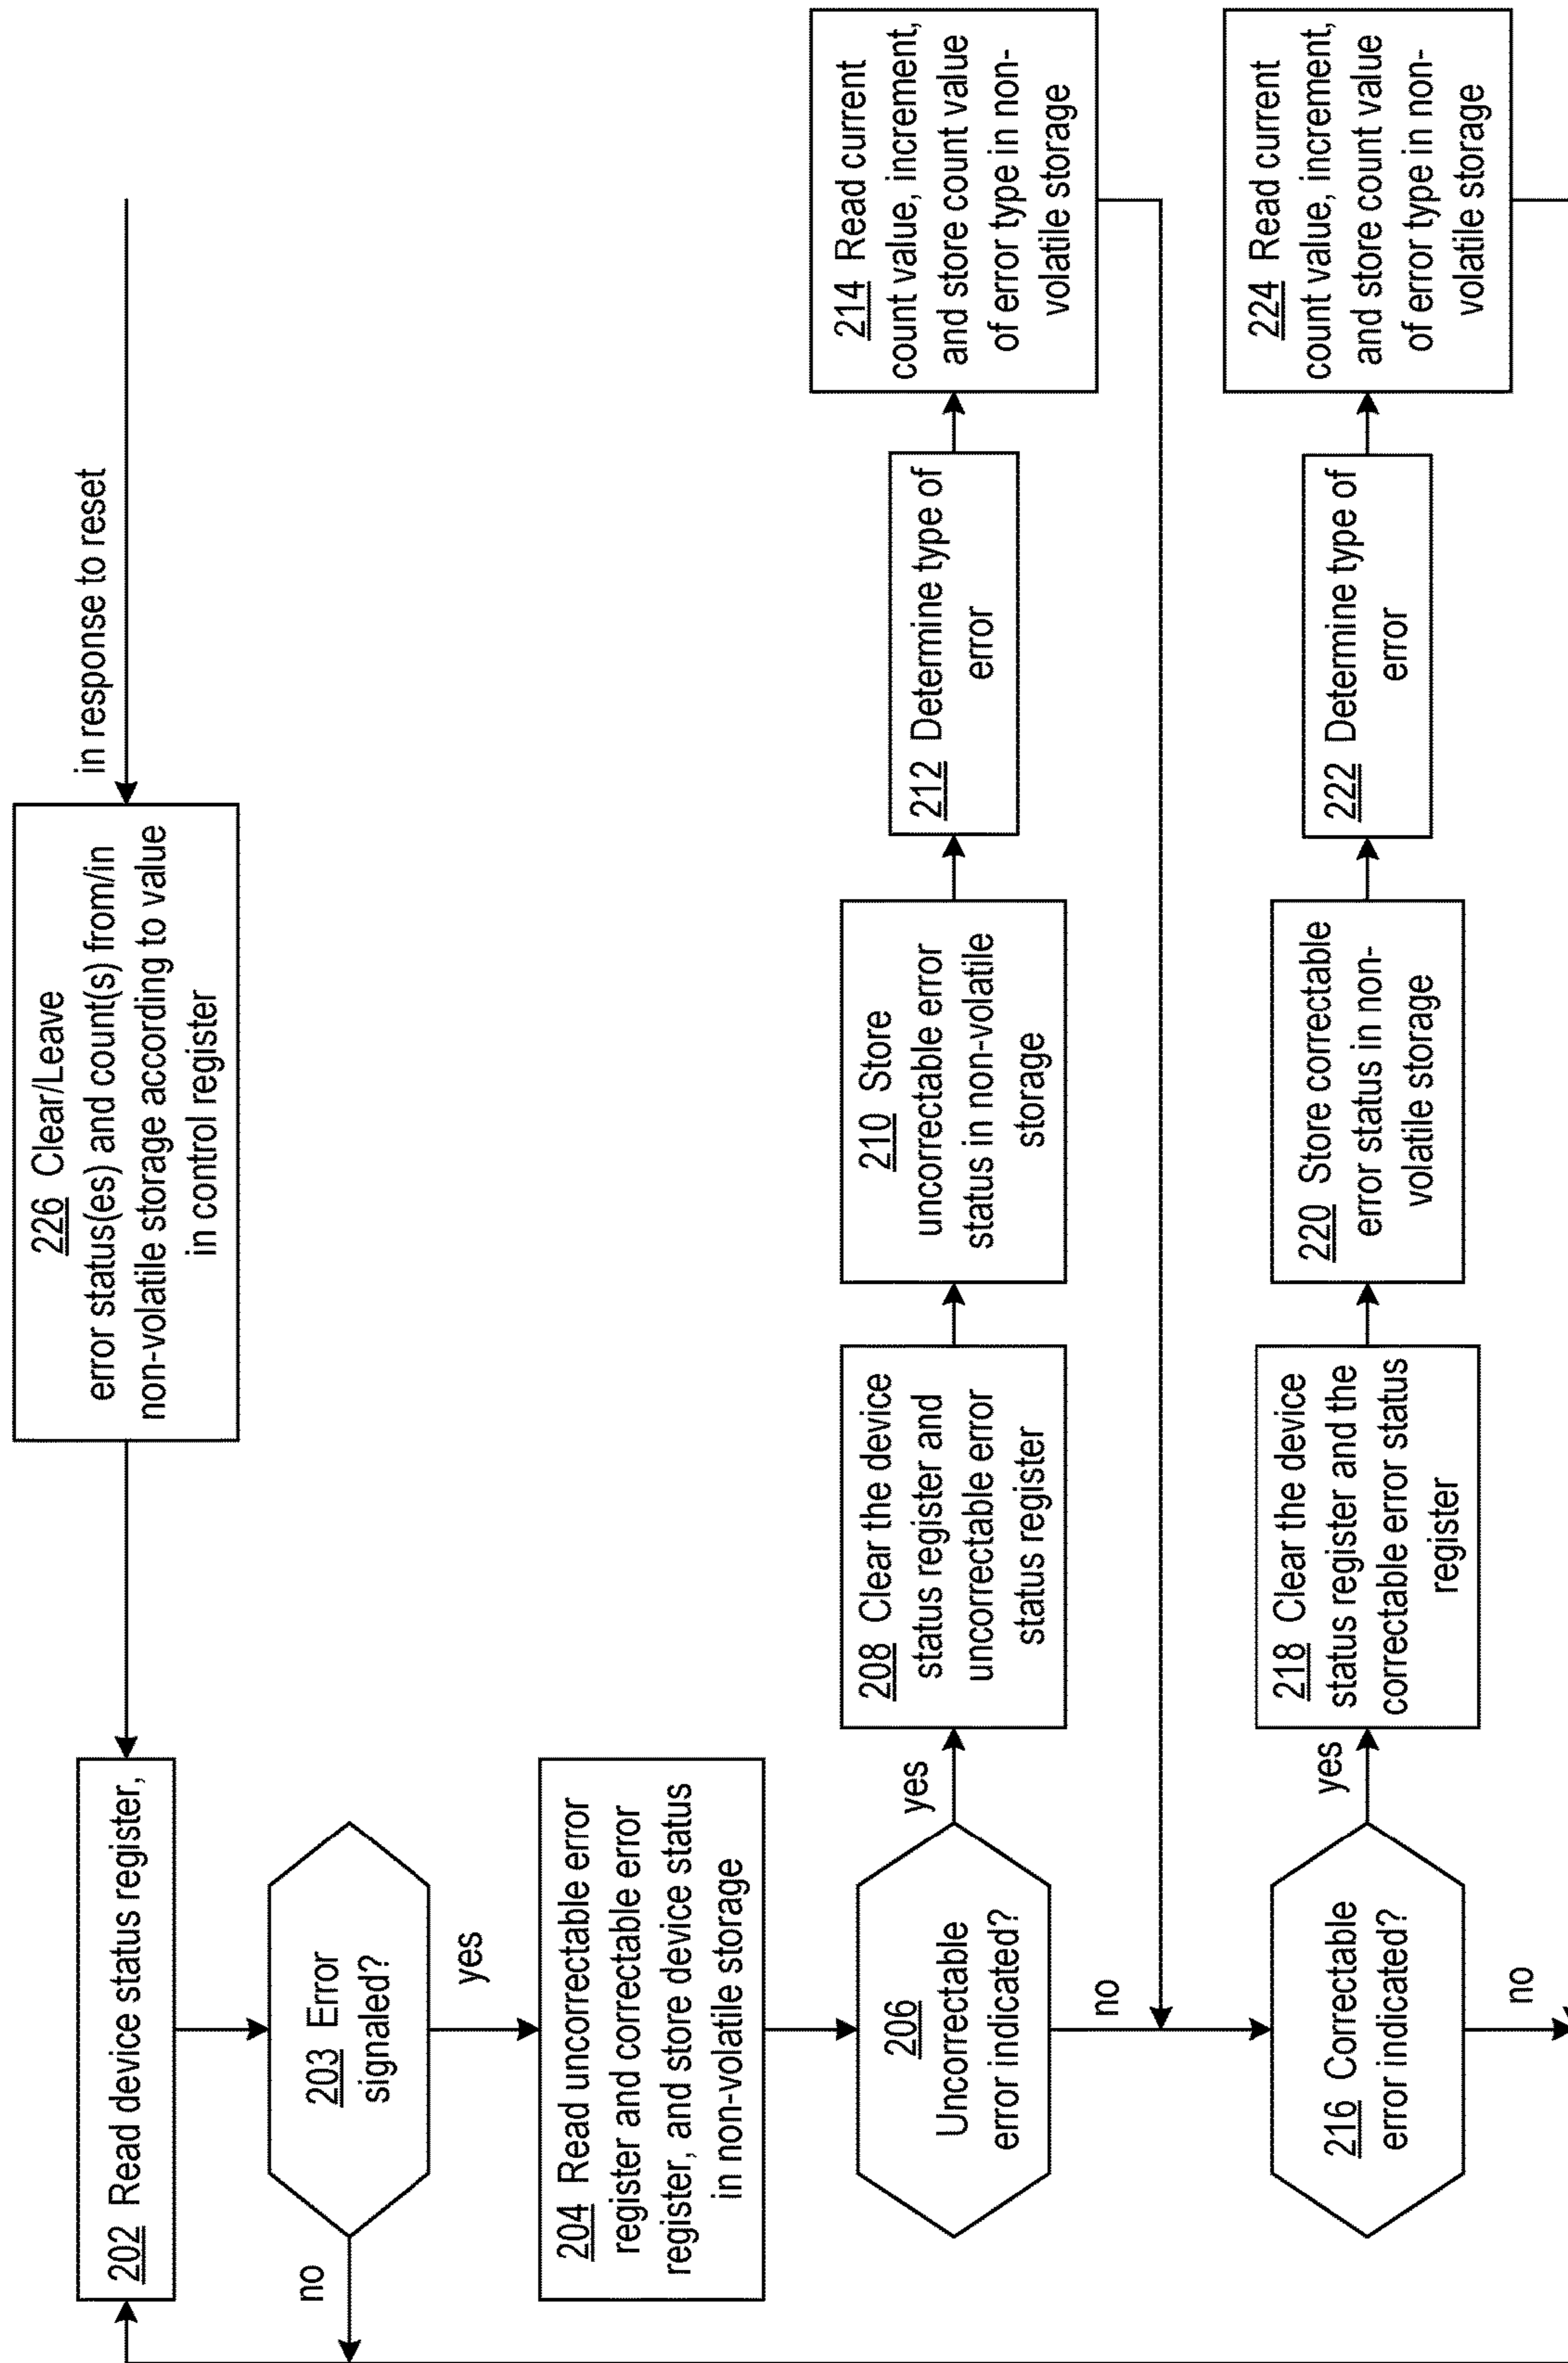 in response to reset
226 Clear/Leave
error status(es) and count(s) from/in
non-volatile storage according to value
in control register
202 Read device status register,
203 Error
signaled?
no
yes
204 Read uncorrectable error
register and correctable error
register, and store device status
in non-volatile storage
206
Uncorrectable
error indicated?
yes
no
208 Clear the device
status register and
uncorrectable error
status register
210 Store
uncorrectable error
status in non-volatile
storage
212 Determine type of
error
214 Read current
count value, increment,
and store count value
of error type in non-
volatile storage
216 Correctable
error indicated?
yes
no
218 Clear the device
status register and the
correctable error status
register
220 Store correctable
error status in non-
volatile storage
222 Determine type of
error
224 Read current
count value, increment,
and store count value
of error type in non-
volatile storage